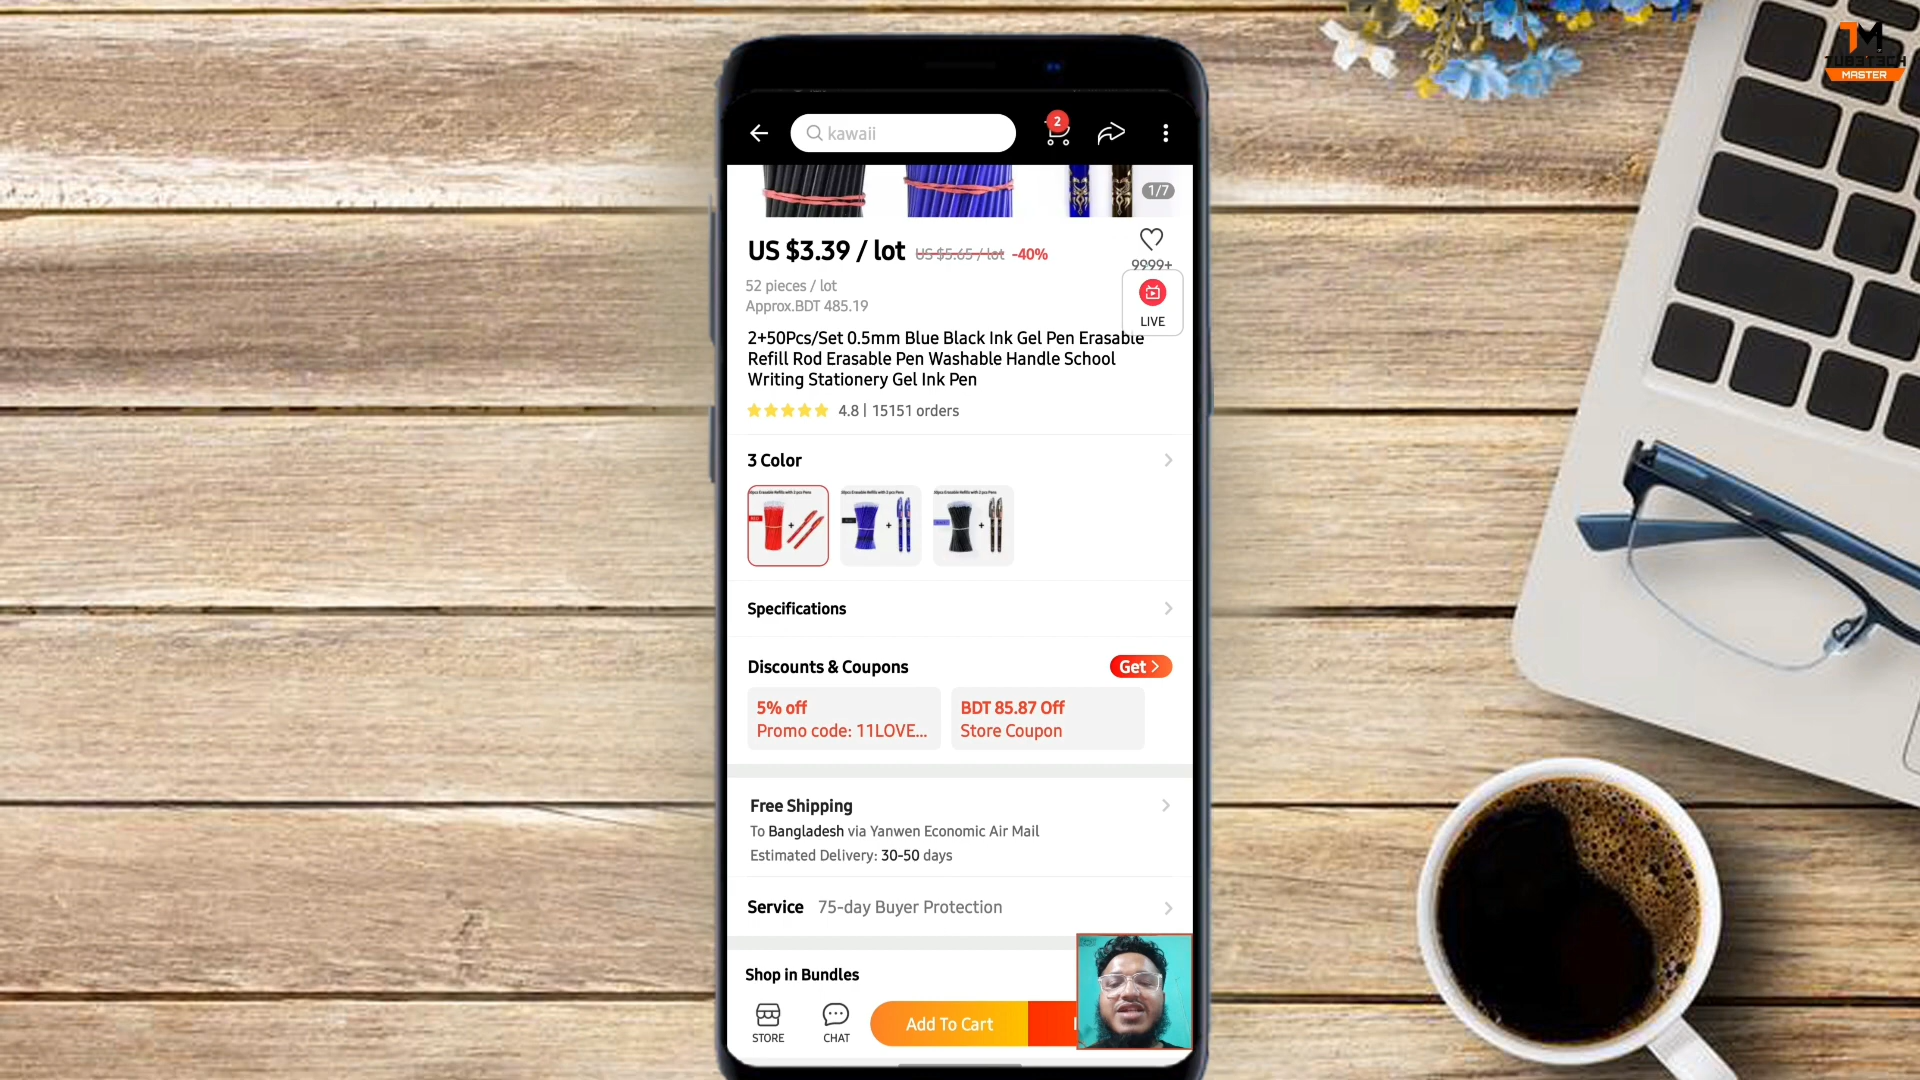 TM
TUB3T3CH
MASTER
kawaii
2
1/7
US $3.39 / lot US $5.65 / lot -40%
9999+
52 pieces / lot
Approx.BDT 485.19
LIVE
2+50Pcs/Set 0.5mm Blue Black Ink Gel Pen Erasable
Refill Rod Erasable Pen Washable Handle School
Writing Stationery Gel Ink Pen
4.8 | 15151 orders
3 Color
Specifications
Discounts & Coupons
Get >
5% off
Promo code: 11LOVE...
BDT 85.87 Off
Store Coupon
Free Shipping
To Bangladesh via Yanwen Economic Air Mail
Estimated Delivery: 30-50 days
Service 75-day Buyer Protection
Shop in Bundles
STORE
CHAT
Add To Cart